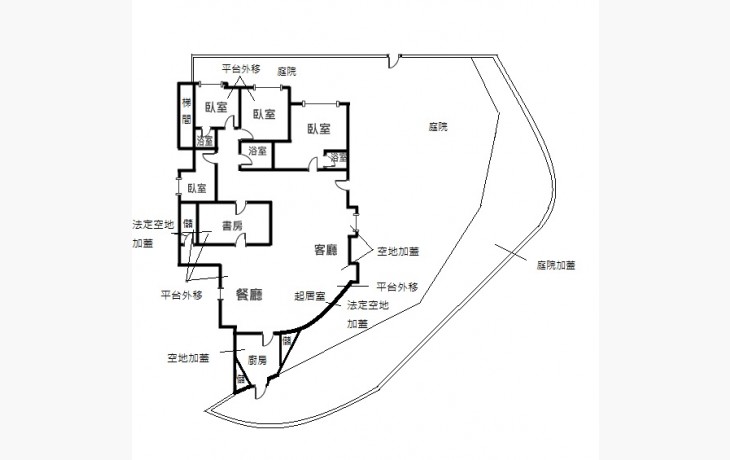 平台外移
庭院
梯間
臥室
臥室
臥室
庭院
浴室
浴室
浴室
臥室
儲
書房
法定空地
加蓋
客廳
空地加蓋
庭院加蓋
平台外移
餐廳
起居室
平台外移
法定空地
加蓋
儲
空地加蓋
廚房
儲